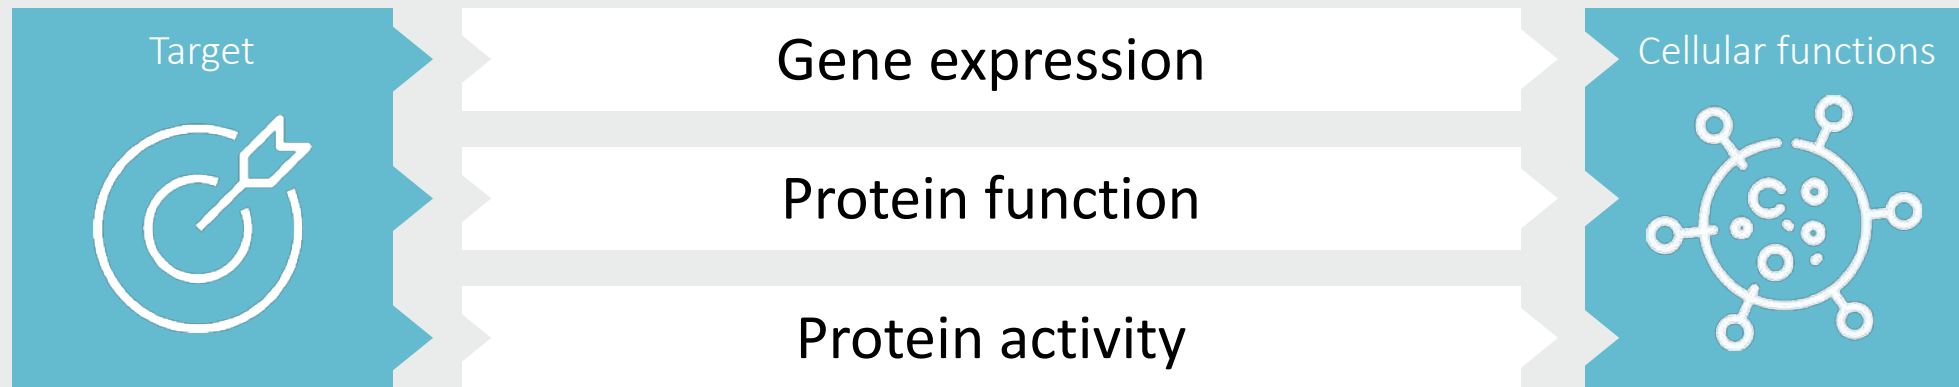 Target
Gene expression
Protein function
Protein activity
Cellular functions